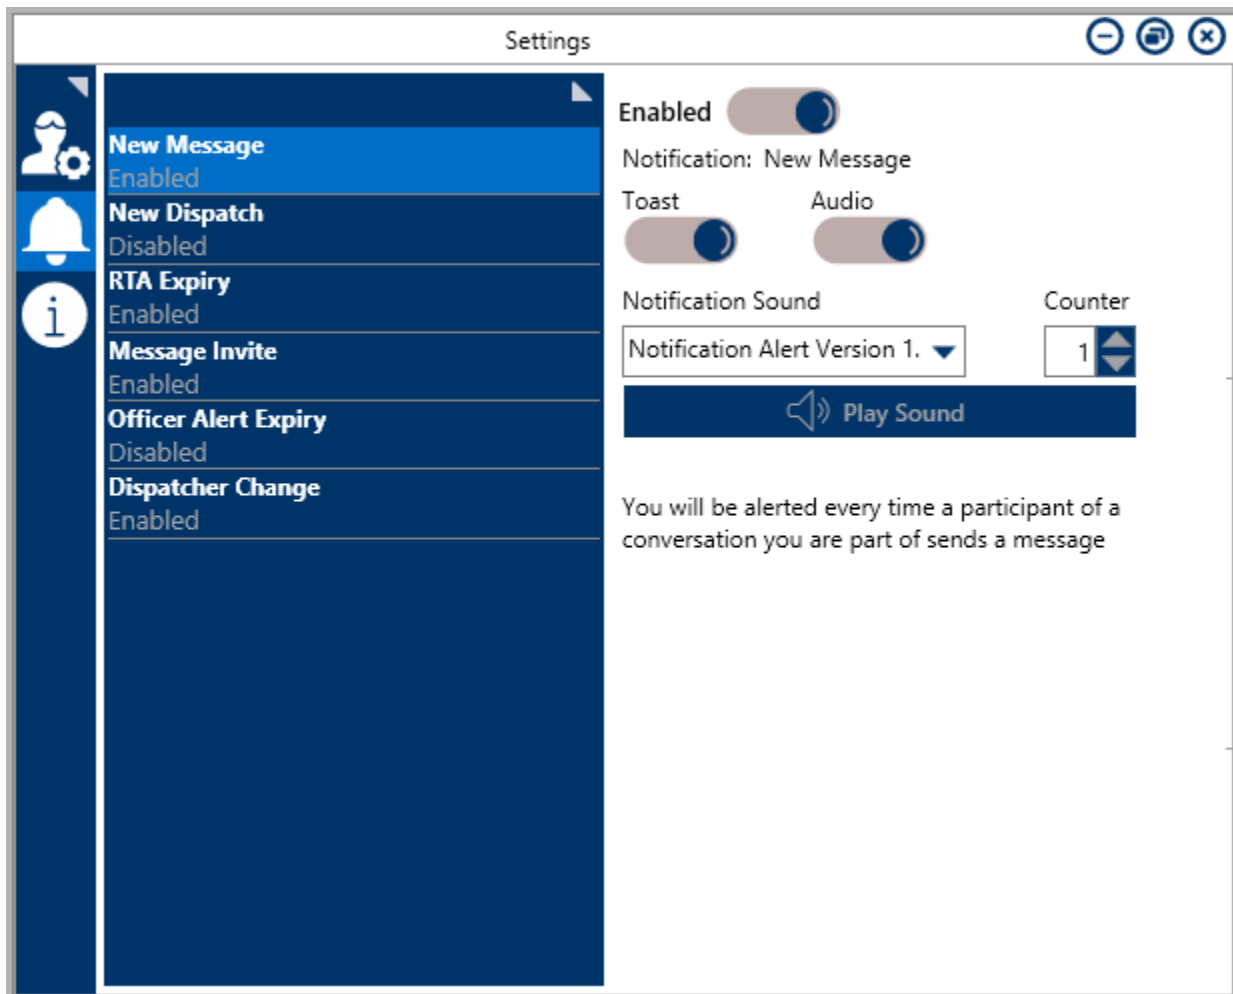 Settings
New Message
Enabled
New Dispatch
Disabled
RTA Expiry
Enabled
Message Invite
Enabled
Officer Alert Expiry
Disabled
Dispatcher Change
Enabled
Enabled
Notification: New Message
Toast Audio
Notification Sound Counter
Notification Alert Version 1. 1
Play Sound
You will be alerted every time a participant of a
conversation you are part of sends a message
i